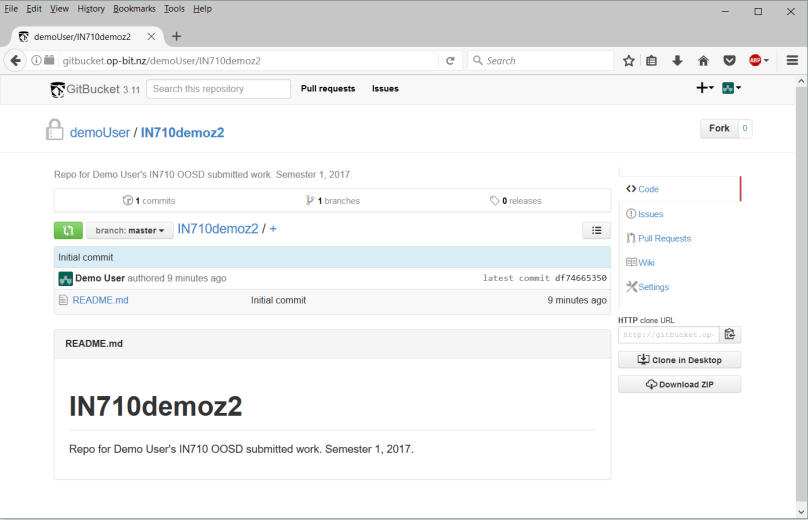 File Edit View History Bookmarks Tools Help
demoUser/IN710demoz2
gitbucket.op-bit.nz/demoUser/IN710demoz2
Search
ABP
GitBucket 3.11
Search this repository
Pull requests
Issues
demoUser / IN710demoz2
Fork 0
Repo for Demo User's IN710 OOSD submitted work. Semester 1, 2017.
1 commits
1 branches
0 releases
branch: master
IN710demoz2 / +
Initial commit
Demo User authored 9 minutes ago
latest commit df74665350
README.md
Initial commit
9 minutes ago
README.md
IN710demoz2
Repo for Demo User's IN710 OOSD submitted work. Semester 1, 2017.
Code
Issues
Pull Requests
Wiki
Settings
HTTP clone URL
http://gitbucket.op-
Clone in Desktop
Download ZIP